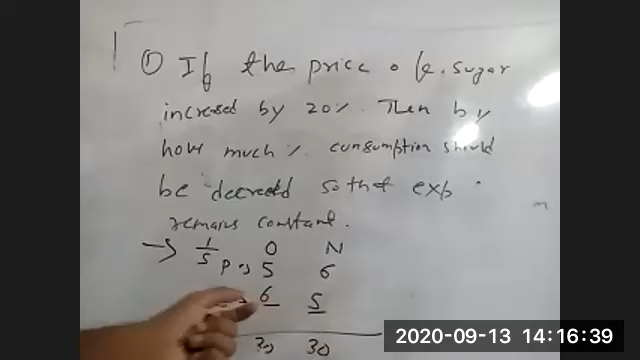 ① If the price of sugar
increased by 20%. Then by
how much % consumption should
be decreased so that exp.
remains constant.
→ 1/5 O N
P → 5 6
6 5
30 30
2020-09-13 14:16:39